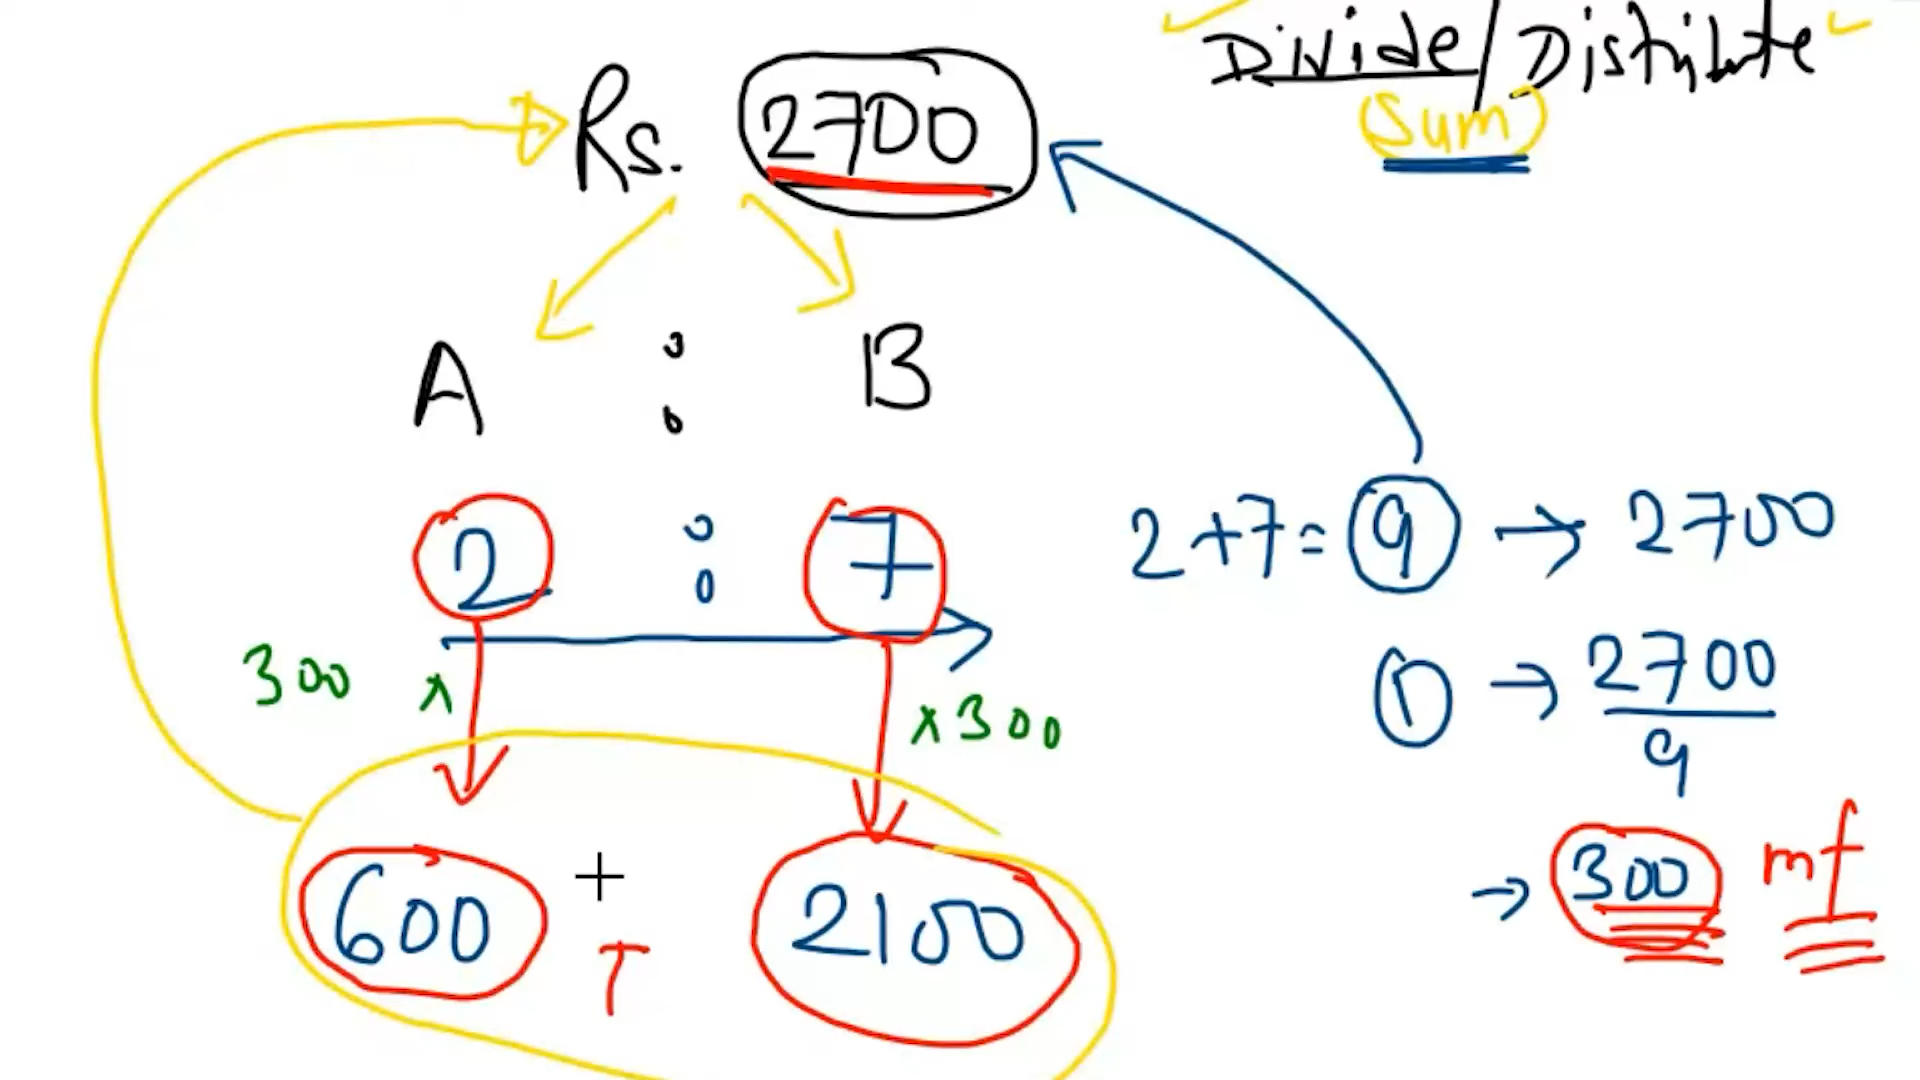 Divide/Distribute
(Sum)
Rs. 2700
A : B
2 : 7
2+7=9 → 2700
1 → 2700/9
300 x
x300
→ 300 mf
600 + 2100